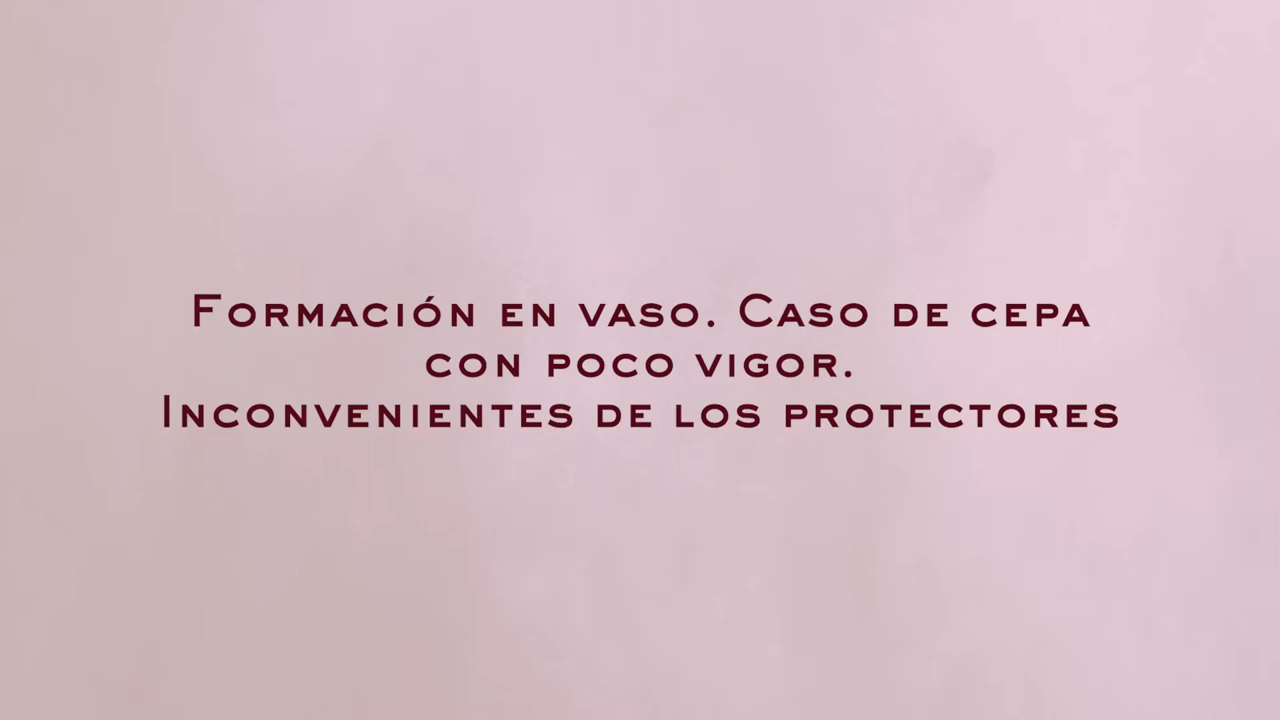 Formación en vaso. Caso de cepa
con poco vigor.
Inconvenientes de los protectores